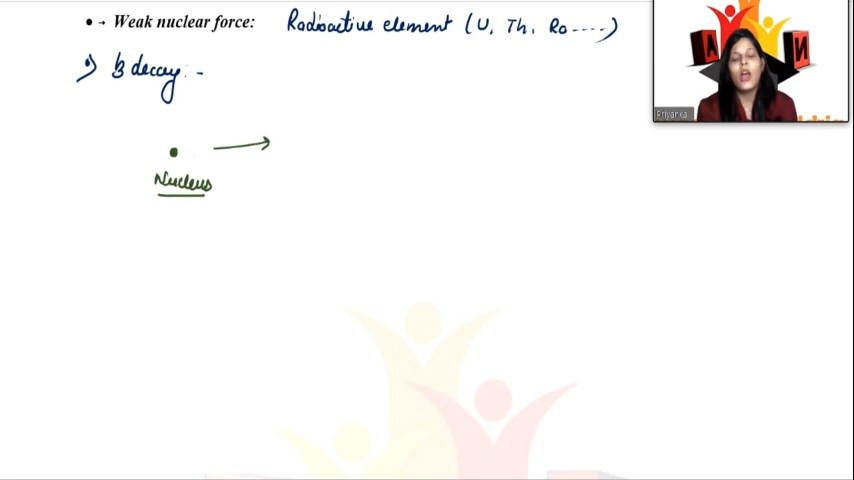 • → Weak nuclear force: Radioactive element (U, Th, Ra----)
•) β decay: -
Nucleus
Priyanka
A N